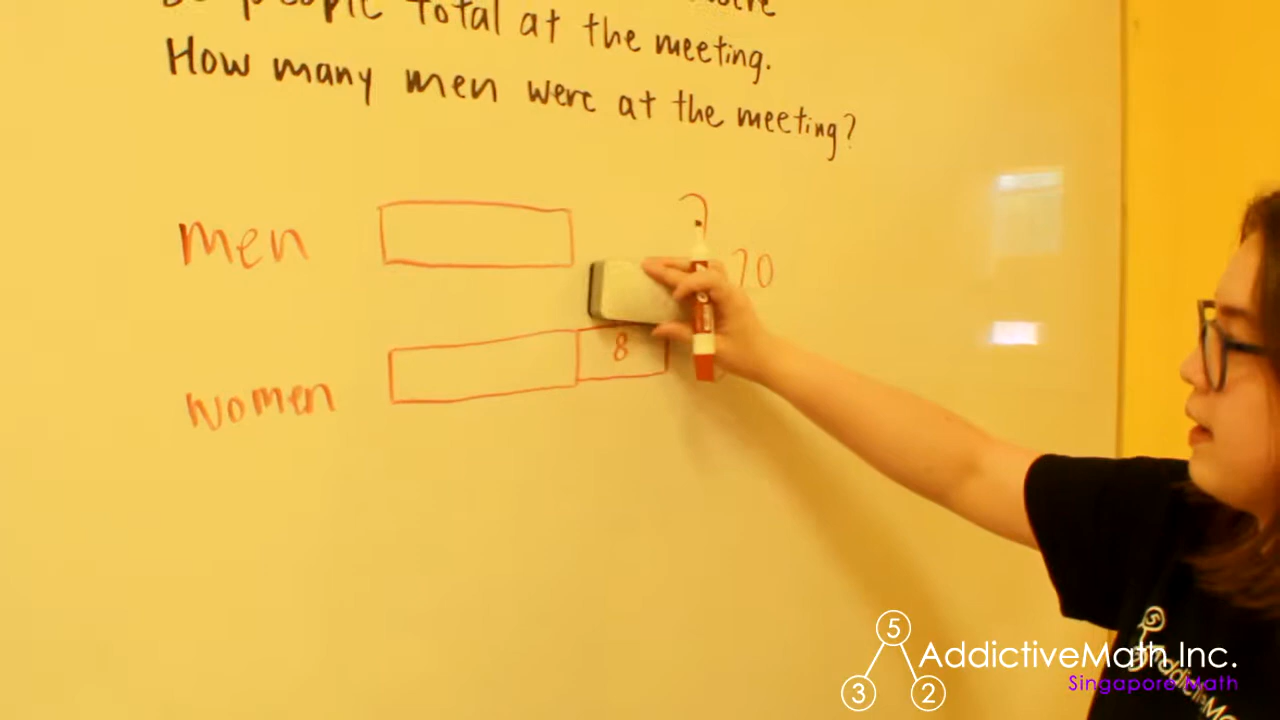 people total at the meeting.
How many men were at the meeting?
men
?
20
8
women
5
3
2
AddictiveMath Inc.
Singapore Math